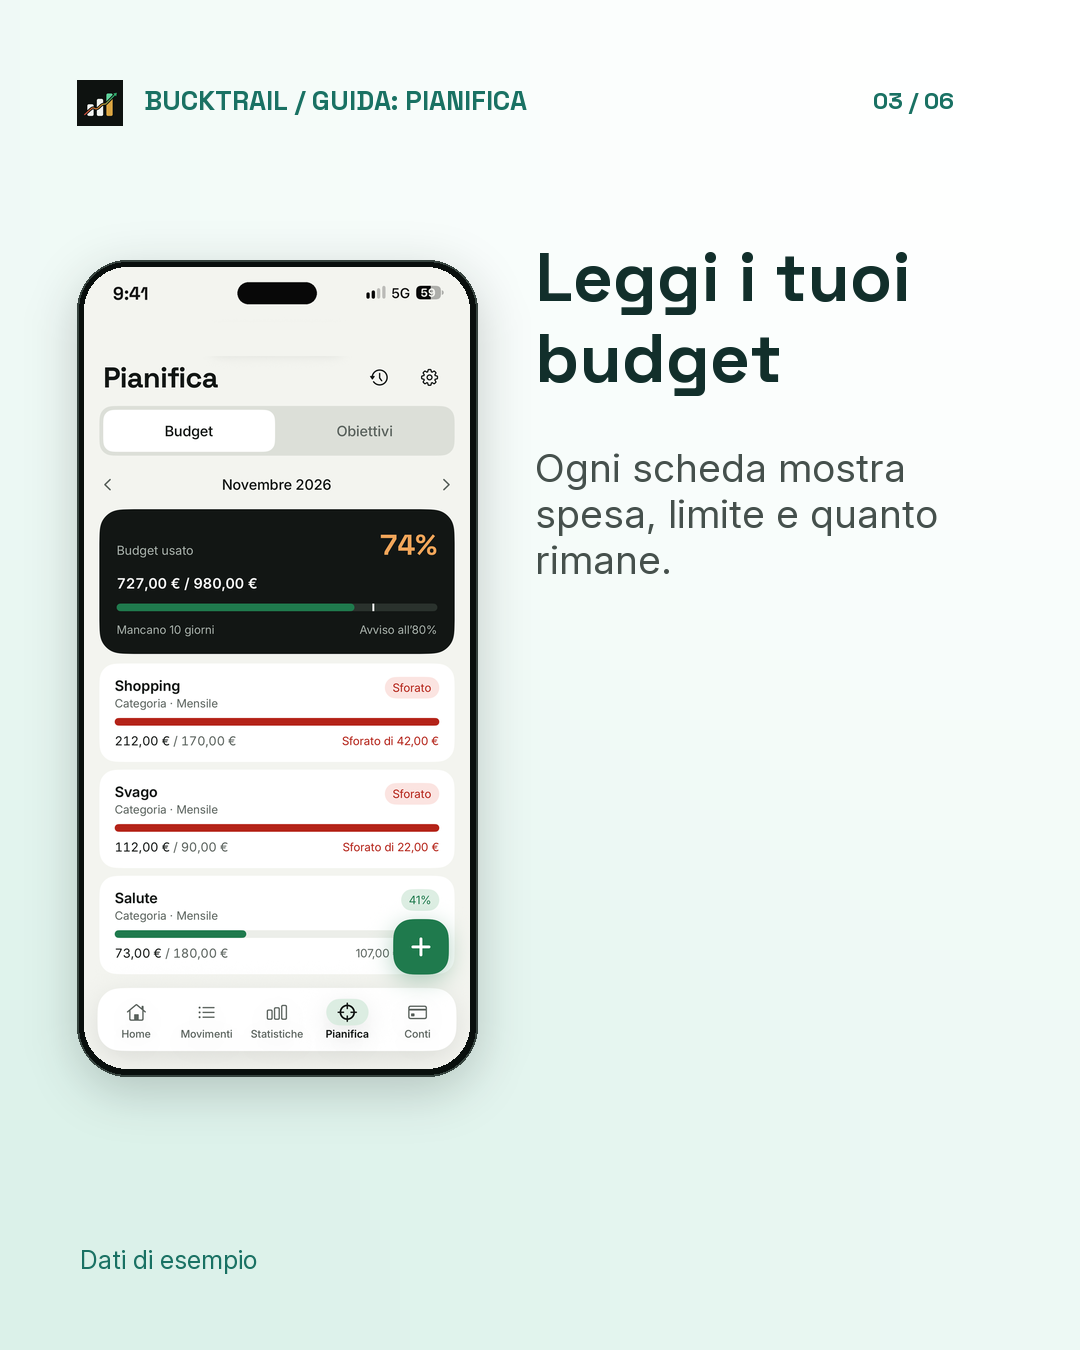 BUCKTRAIL / GUIDA: PIANIFICA
03 / 06
Leggi i tuoi
budget
Ogni scheda mostra
spesa, limite e quanto
rimane.
9:41
5G
59
Pianifica
Budget
Obiettivi
Novembre 2026
Budget usato
74%
727,00 € / 980,00 €
Mancano 10 giorni
Avviso all'80%
Shopping
Sforato
Categoria · Mensile
212,00 € / 170,00 €
Sforato di 42,00 €
Svago
Sforato
Categoria · Mensile
112,00 € / 90,00 €
Sforato di 22,00 €
Salute
41%
Categoria · Mensile
73,00 € / 180,00 €
107,00
Home
Movimenti
Statistiche
Pianifica
Conti
Dati di esempio